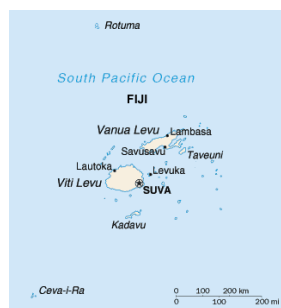 Rotuma
South Pacific Ocean
FIJI
Vanua Levu
Lambasa
Savusavu
Taveuni
Lautoka
Levuka
Viti Levu
SUVA
Kadavu
Ceva-I-Ra
0 100 200 km
0 100 200 mi